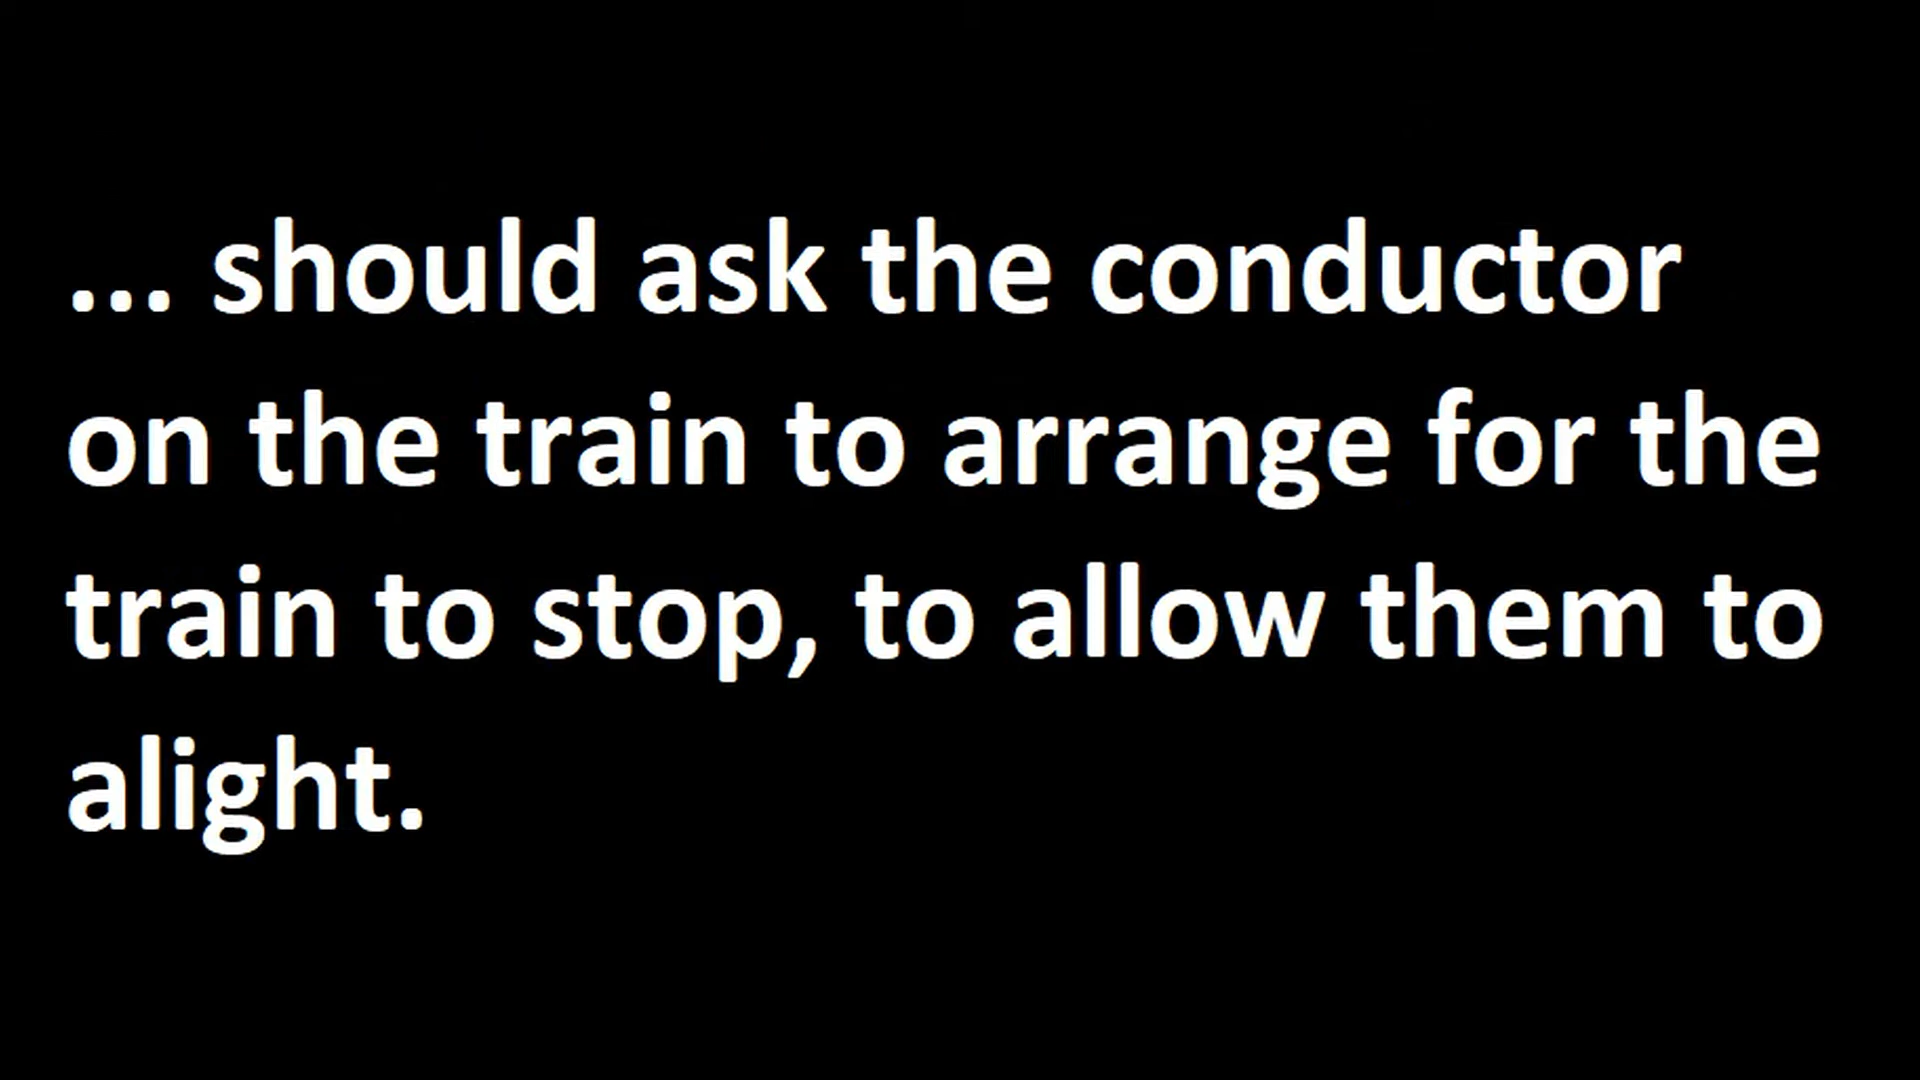 ... should ask the conductor
on the train to arrange for the
train to stop, to allow them to
alight.